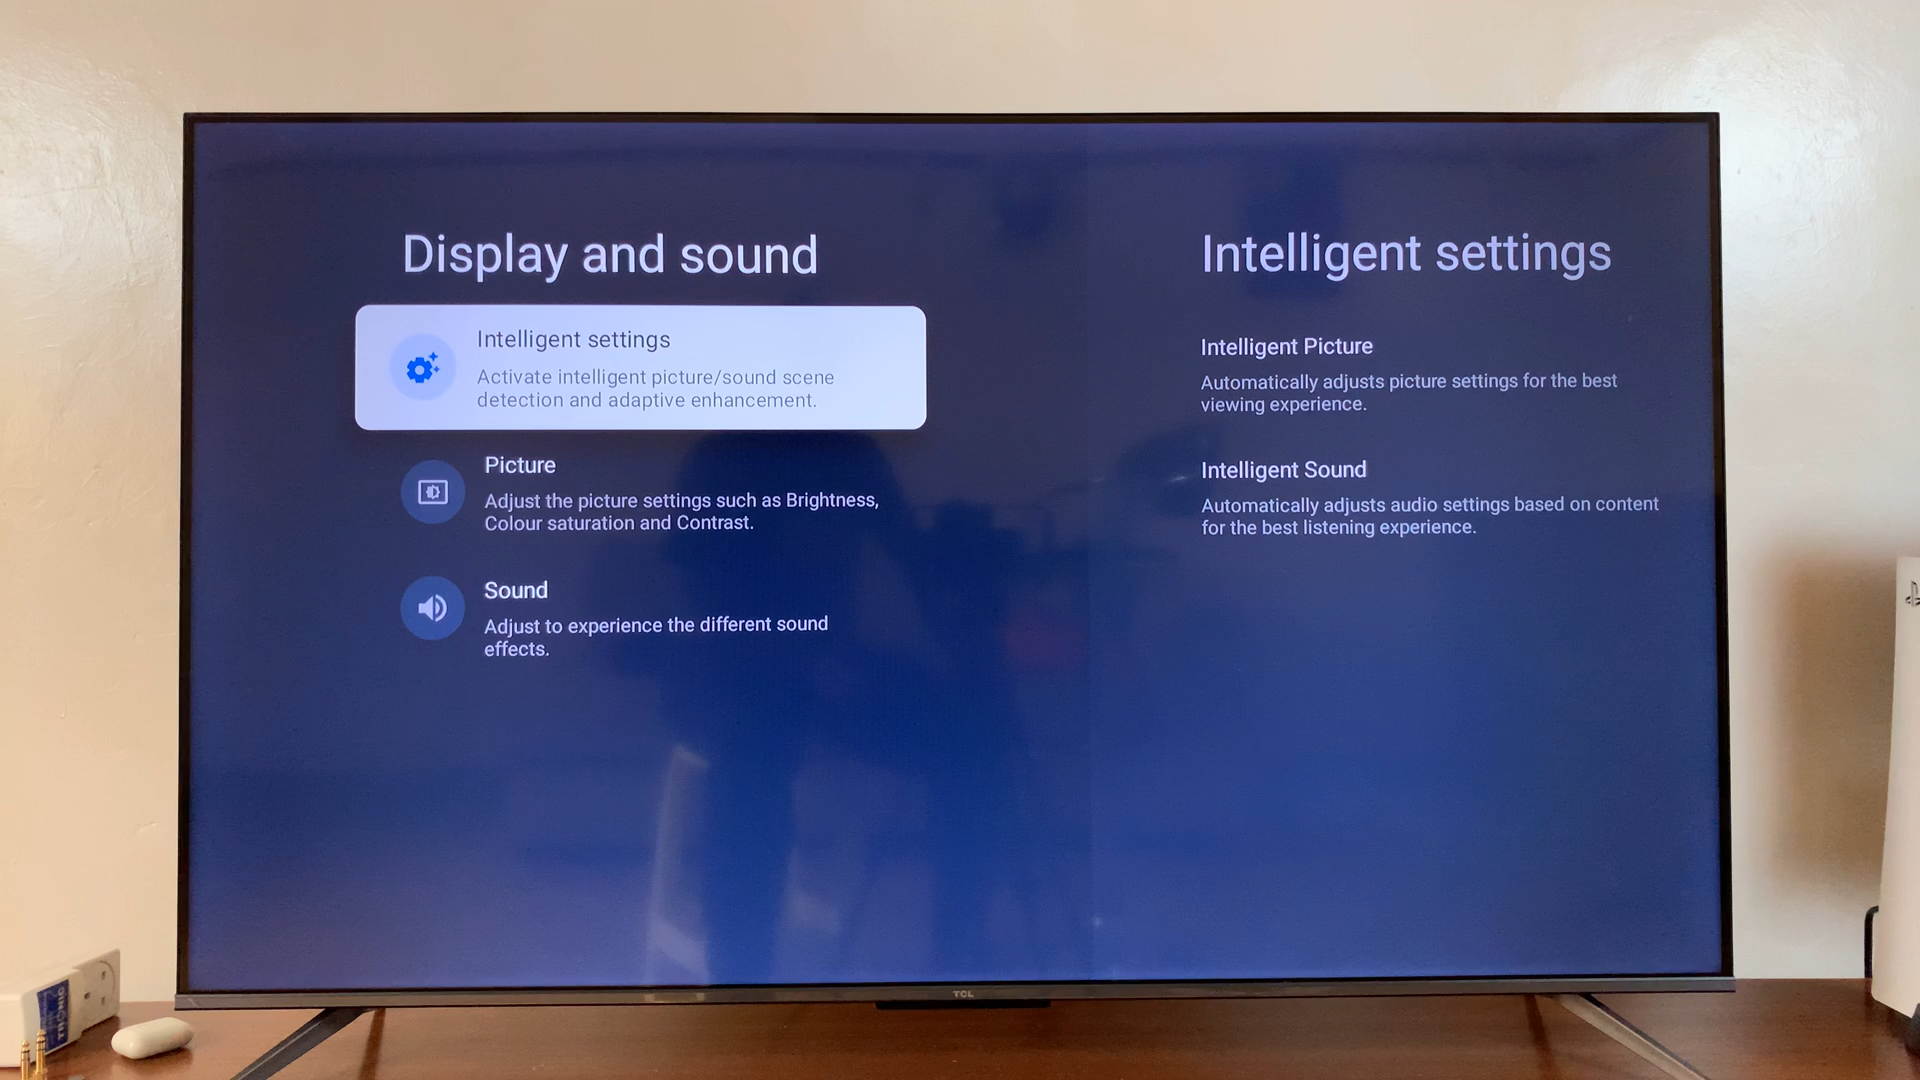 Display and sound
Intelligent settings
Activate intelligent picture/sound scene
detection and adaptive enhancement.
Picture
Adjust the picture settings such as Brightness,
Colour saturation and Contrast.
Sound
Adjust to experience the different sound
effects.
Intelligent settings
Intelligent Picture
Automatically adjusts picture settings for the best
viewing experience.
Intelligent Sound
Automatically adjusts audio settings based on content
for the best listening experience.
TCL
TRONIC